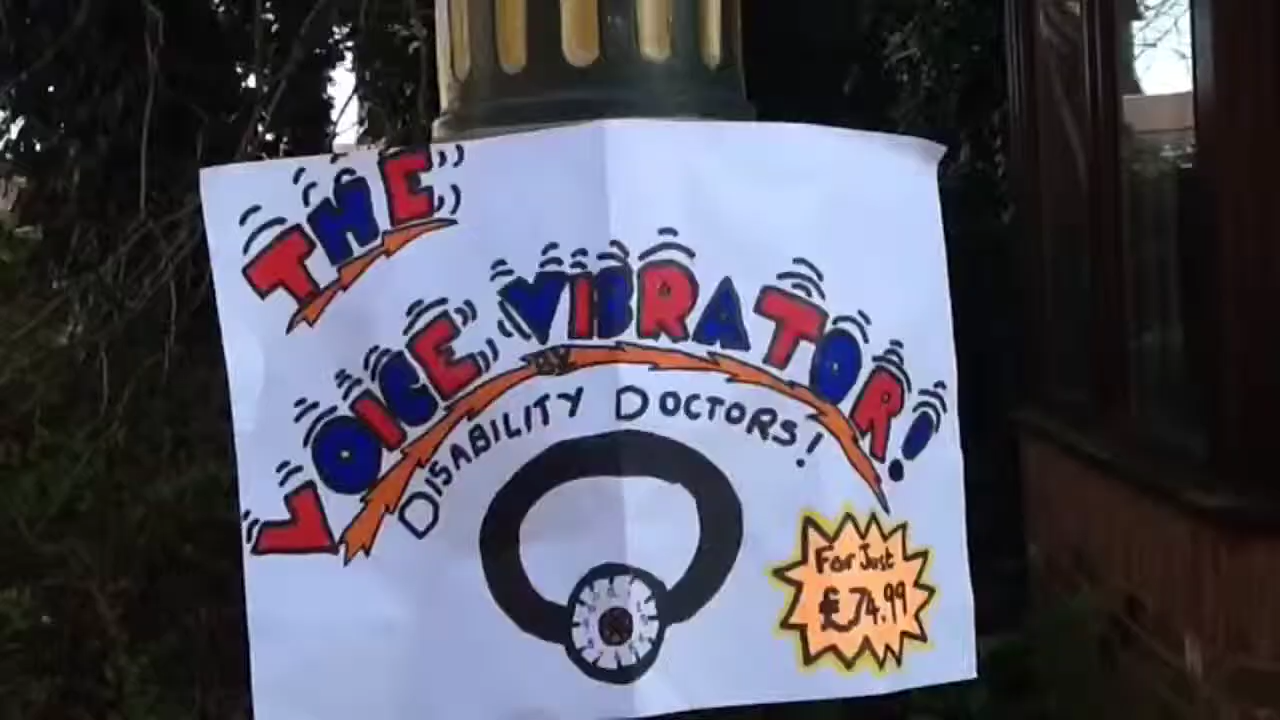 THE
VOICE VIBRATOR!
BY
DISABILITY DOCTORS!
For Just
£74.99